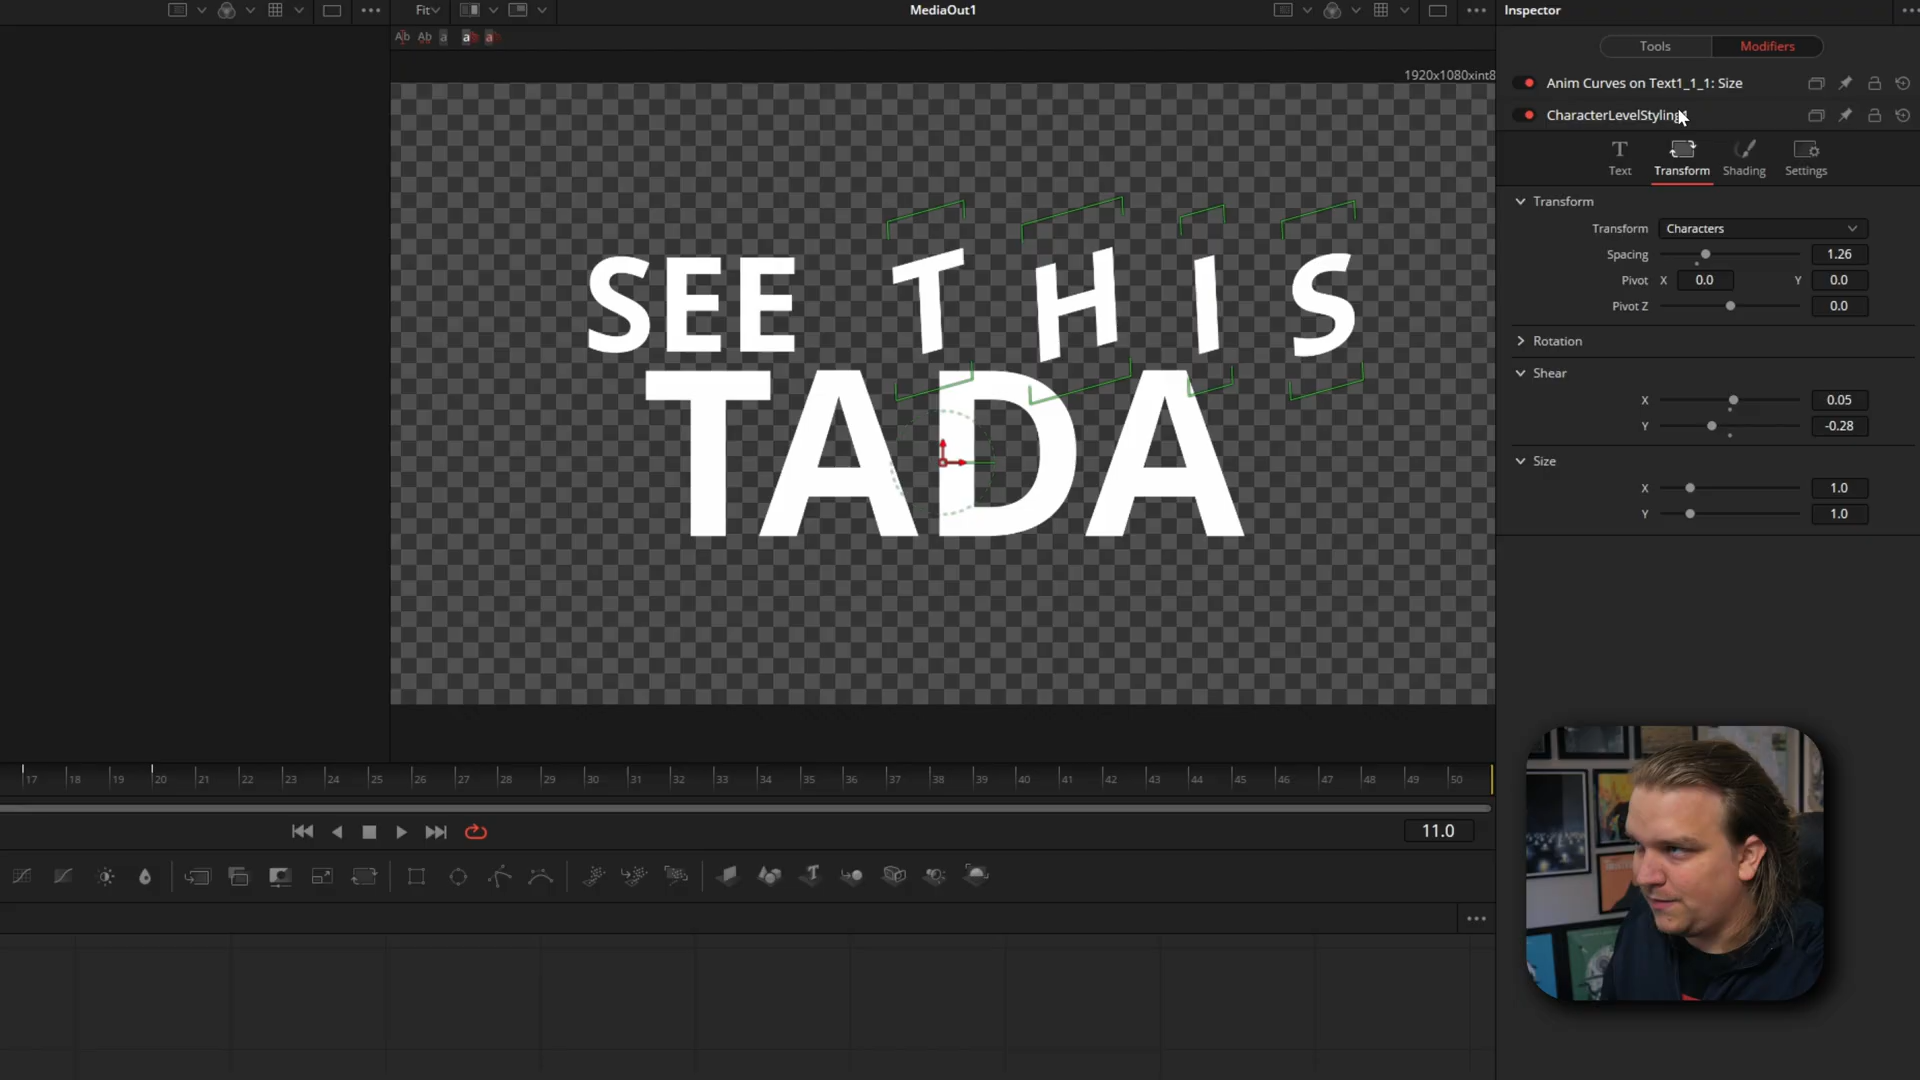 Fit
MediaOut1
Inspector
Ab Ab a a a
Tools Modifiers
1920x1080xint8
Anim Curves on Text1_1_1: Size
CharacterLevelStyling1
Text Transform Shading Settings
Transform
Transform Characters
Spacing 1.26
Pivot X 0.0 Y 0.0
Pivot Z 0.0
Rotation
Shear
X 0.05
Y -0.28
Size
X 1.0
Y 1.0
SEE THIS
TADA
17 18 19 20 21 22 23 24 25 26 27 28 29 30 31 32 33 34 35 36 37 38 39 40 41 42 43 44 45 46 47 48 49 50
11.0